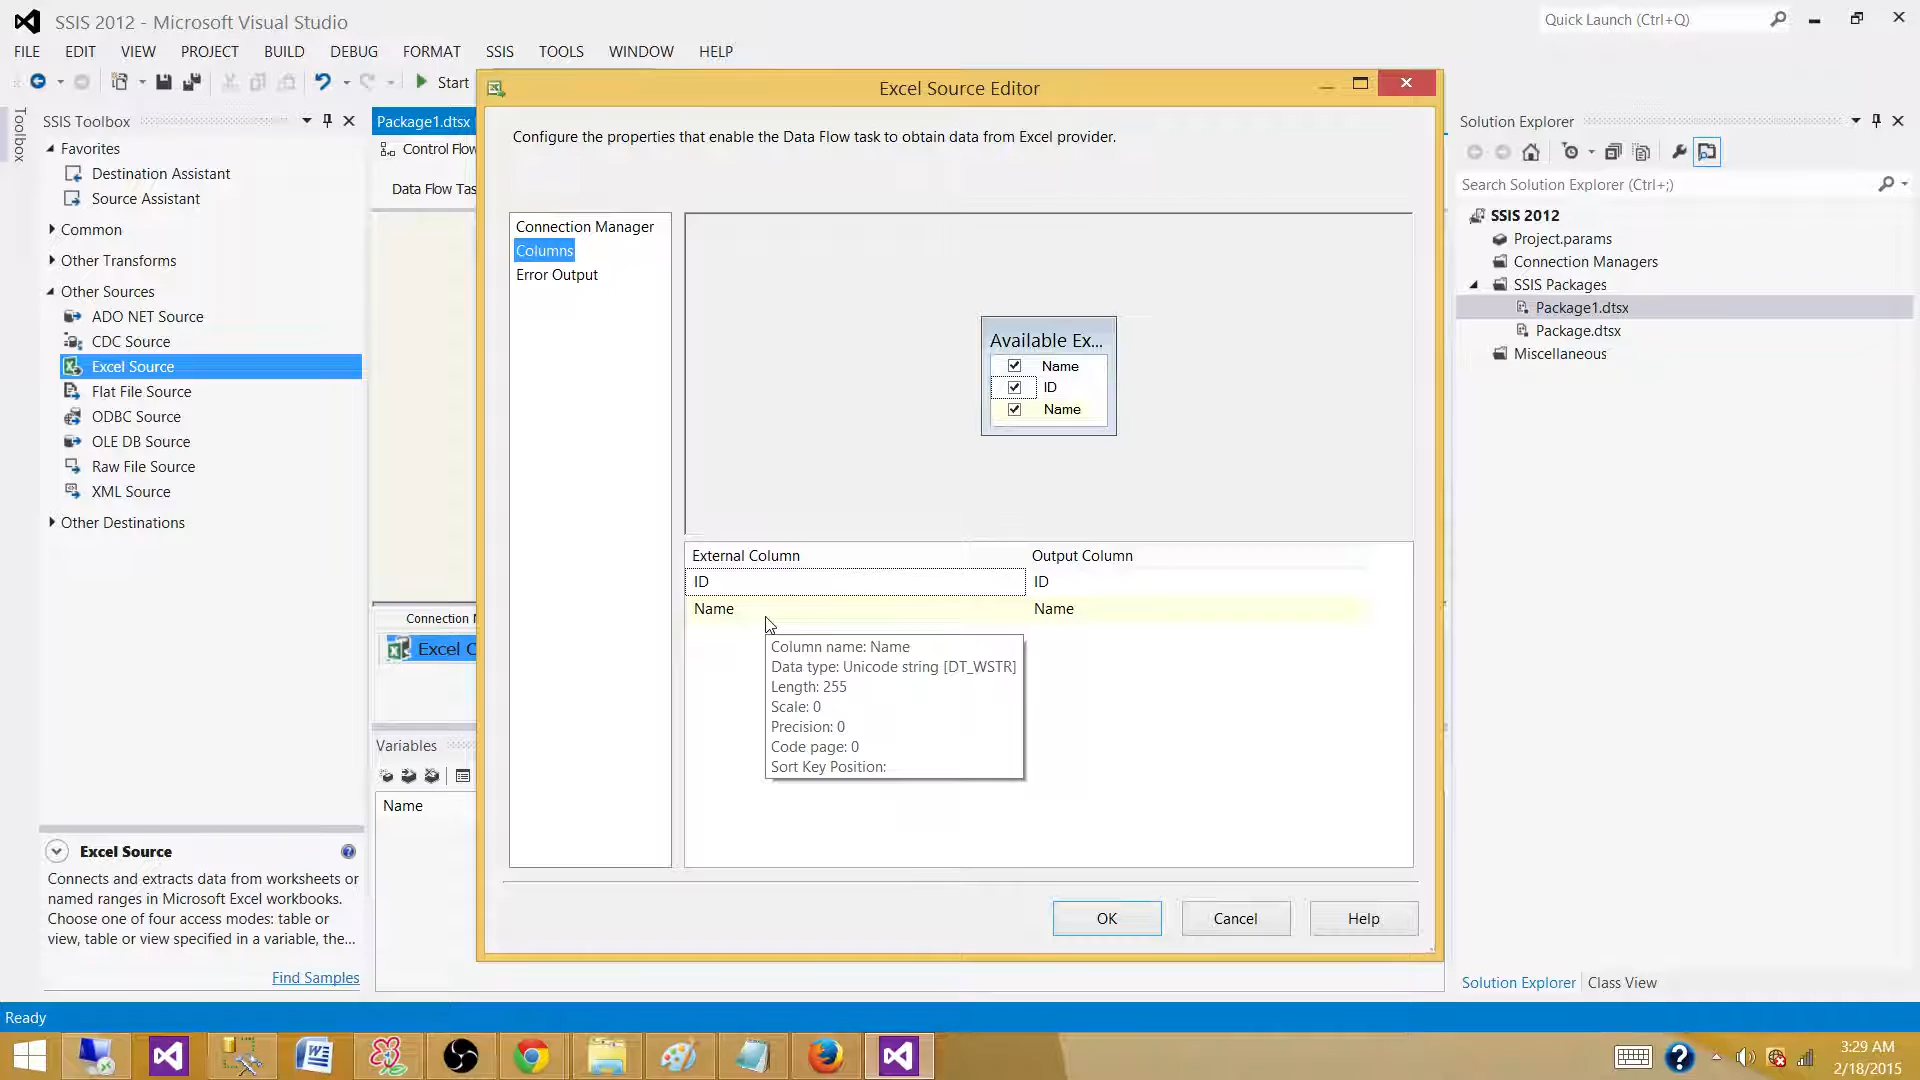 SSIS 2012 - Microsoft Visual Studio
Quick Launch (Ctrl+Q)
FILE EDIT VIEW PROJECT BUILD DEBUG FORMAT SSIS TOOLS WINDOW HELP
Start
Toolbox
SSIS Toolbox
Favorites
Destination Assistant
Source Assistant
Common
Other Transforms
Other Sources
ADO NET Source
CDC Source
Excel Source
Flat File Source
ODBC Source
OLE DB Source
Raw File Source
XML Source
Other Destinations
Excel Source
Connects and extracts data from worksheets or
named ranges in Microsoft Excel workbooks.
Choose one of four access modes: table or
view, table or view specified in a variable, the...
Find Samples
Package1.dtsx
Control Flow
Data Flow Tas
Connection M
Excel C
Variables
Name
Excel Source Editor
Configure the properties that enable the Data Flow task to obtain data from Excel provider.
Connection Manager
Columns
Error Output
Available Ex...
Name
ID
Name
External Column Output Column
ID ID
Name Name
Column name: Name
Data type: Unicode string [DT_WSTR]
Length: 255
Scale: 0
Precision: 0
Code page: 0
Sort Key Position:
OK Cancel Help
Solution Explorer
Search Solution Explorer (Ctrl+;)
SSIS 2012
Project.params
Connection Managers
SSIS Packages
Package1.dtsx
Package.dtsx
Miscellaneous
Solution Explorer Class View
Ready
3:29 AM
2/18/2015